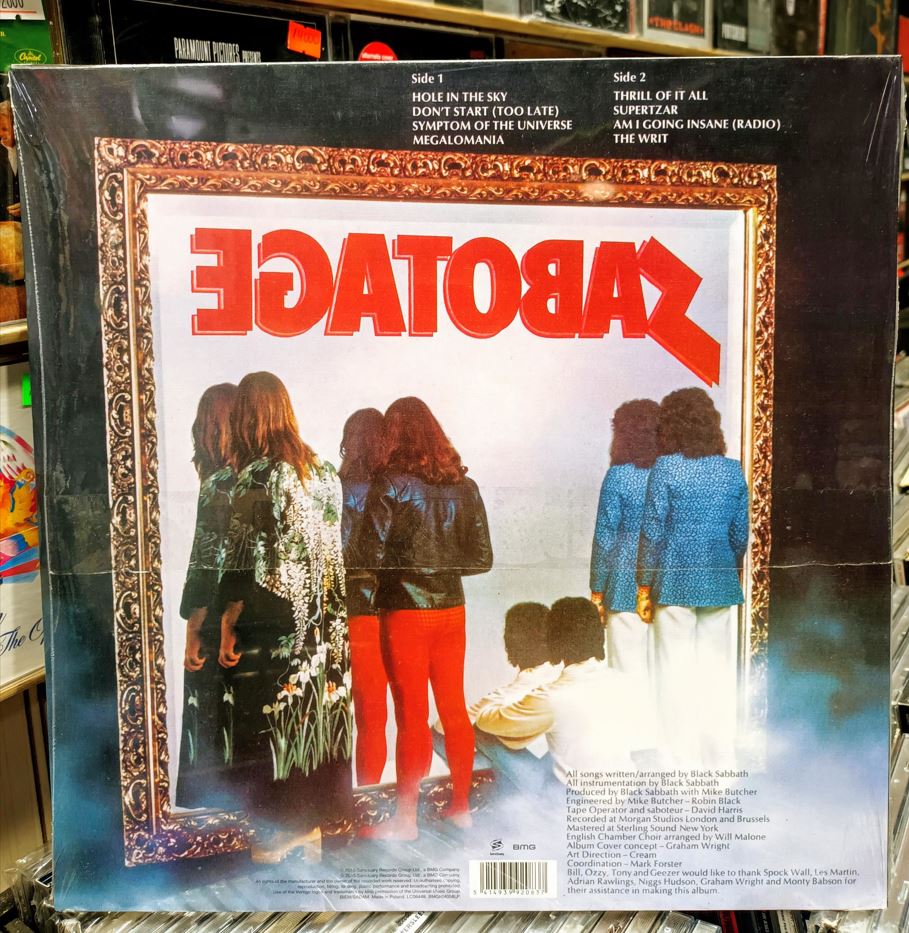 PARAMOUNT PICTURES PRESENTS
Side 1
HOLE IN THE SKY
DON'T START (TOO LATE)
SYMPTOM OF THE UNIVERSE
MEGALOMANIA
Side 2
THRILL OF IT ALL
SUPERTZAR
AM I GOING INSANE (RADIO)
THE WRIT
SABOTAGE
All songs written/arranged by Black Sabbath
All instrumentation by Black Sabbath
Produced by Black Sabbath with Mike Butcher
Engineered by Mike Butcher – Robin Black
Tape Operator and saboteur – David Harris
Recorded at Morgan Studios London and Brussels
Mastered at Sterling Sound New York
English Chamber Choir arranged by Will Malone
Album Cover concept – Graham Wright
Art Direction – Cream
Coordination – Mark Forster
Bill, Ozzy, Tony and Geezer would like to thank Spock Wall, Les Martin,
Adrian Rawlings, Niggs Hudson, Graham Wright and Monty Babson for
their assistance in making this album.
Sanctuary
BMG
5 414939 920837
The